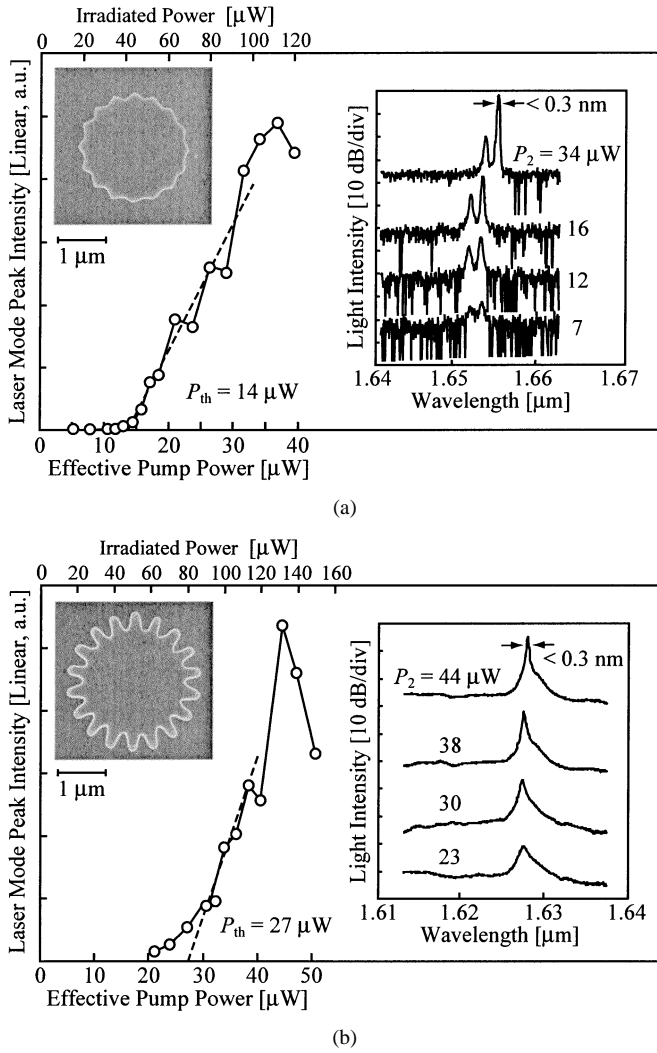 Irradiated Power [μW]
0 20 40 60 80 100 120
Laser Mode Peak Intensity [Linear, a.u.]
1 μm
P_th = 14 μW
0 10 20 30 40
Effective Pump Power [μW]
Light Intensity [10 dB/div]
< 0.3 nm
P_2 = 34 μW
16
12
7
1.64 1.65 1.66 1.67
Wavelength [μm]
(a)
Irradiated Power [μW]
0 20 40 60 80 100 120 140 160
Laser Mode Peak Intensity [Linear, a.u.]
1 μm
P_th = 27 μW
0 10 20 30 40 50
Effective Pump Power [μW]
Light Intensity [10 dB/div]
< 0.3 nm
P_2 = 44 μW
38
30
23
1.61 1.62 1.63 1.64
Wavelength [μm]
(b)